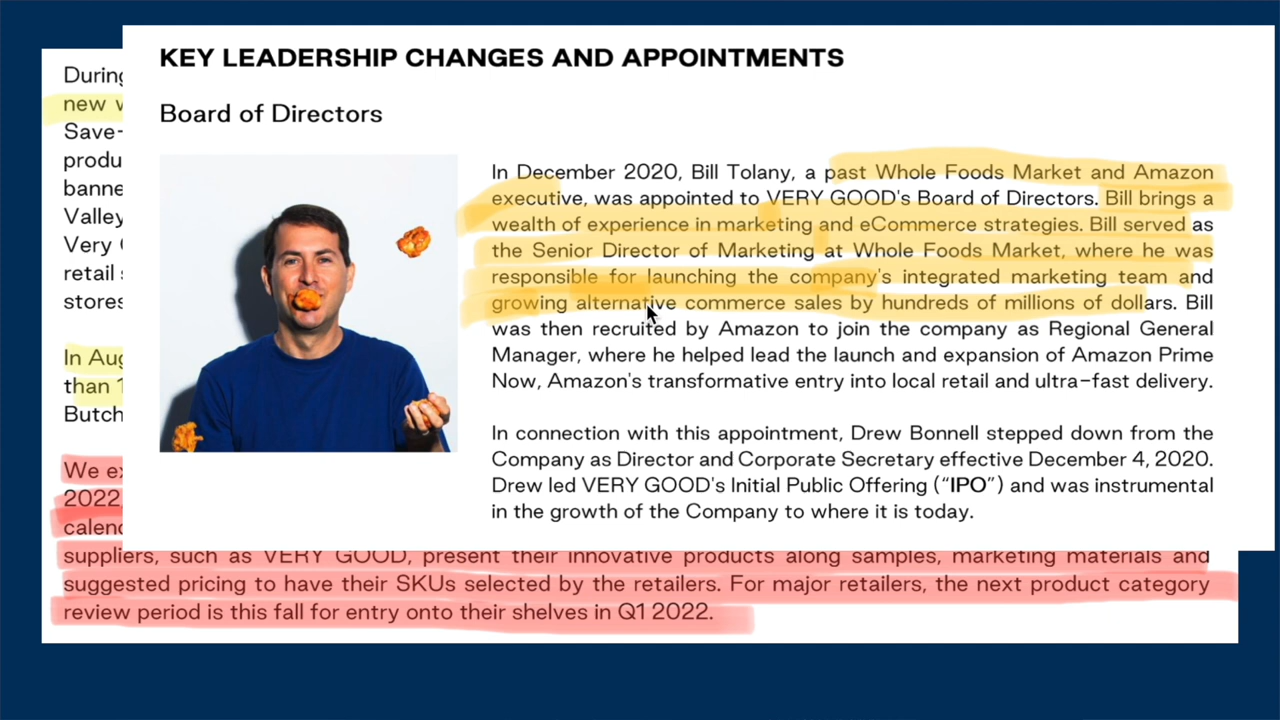 KEY LEADERSHIP CHANGES AND APPOINTMENTS
Board of Directors
In December 2020, Bill Tolany, a past Whole Foods Market and Amazon
executive, was appointed to VERY GOOD's Board of Directors. Bill brings a
wealth of experience in marketing and eCommerce strategies. Bill served as
the Senior Director of Marketing at Whole Foods Market, where he was
responsible for launching the company's integrated marketing team and
growing alternative commerce sales by hundreds of millions of dollars. Bill
was then recruited by Amazon to join the company as Regional General
Manager, where he helped lead the launch and expansion of Amazon Prime
Now, Amazon's transformative entry into local retail and ultra-fast delivery.
In connection with this appointment, Drew Bonnell stepped down from the
Company as Director and Corporate Secretary effective December 4, 2020.
Drew led VERY GOOD's Initial Public Offering ("IPO") and was instrumental
in the growth of the Company to where it is today.
During
new
Save-
produ
banne
Valley
Very
retail
stores
In Aug
than 1
Butch
We ex
2022,
calend
suppliers, such as VERY GOOD, present their innovative products along samples, marketing materials and
suggested pricing to have their SKUs selected by the retailers. For major retailers, the next product category
review period is this fall for entry onto their shelves in Q1 2022.